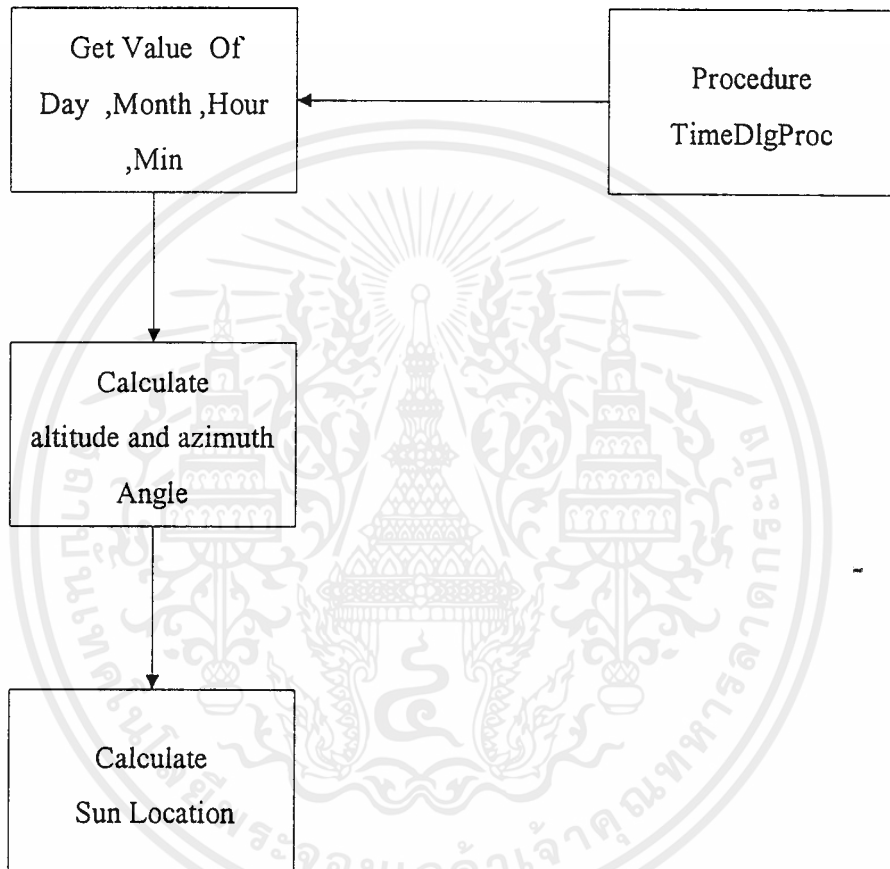 Get Value Of
Day ,Month ,Hour
,Min
Procedure
TimeDlgProc
Calculate
altitude and azimuth
Angle
Calculate
Sun Location